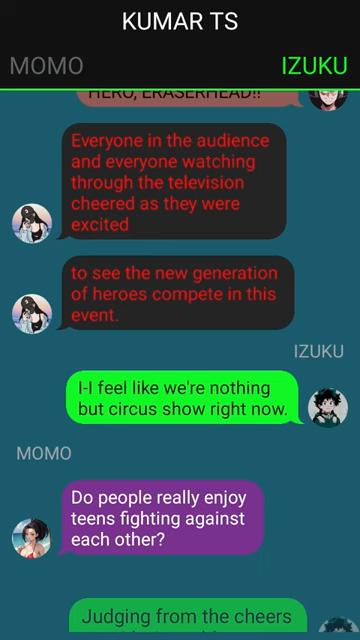 KUMAR TS
MOMO
IZUKU
HERO, ERASERHEAD!!
Everyone in the audience
and everyone watching
through the television
cheered as they were
excited
to see the new generation
of heroes compete in this
event.
IZUKU
I-I feel like we're nothing
but circus show right now.
MOMO
Do people really enjoy
teens fighting against
each other?
Judging from the cheers